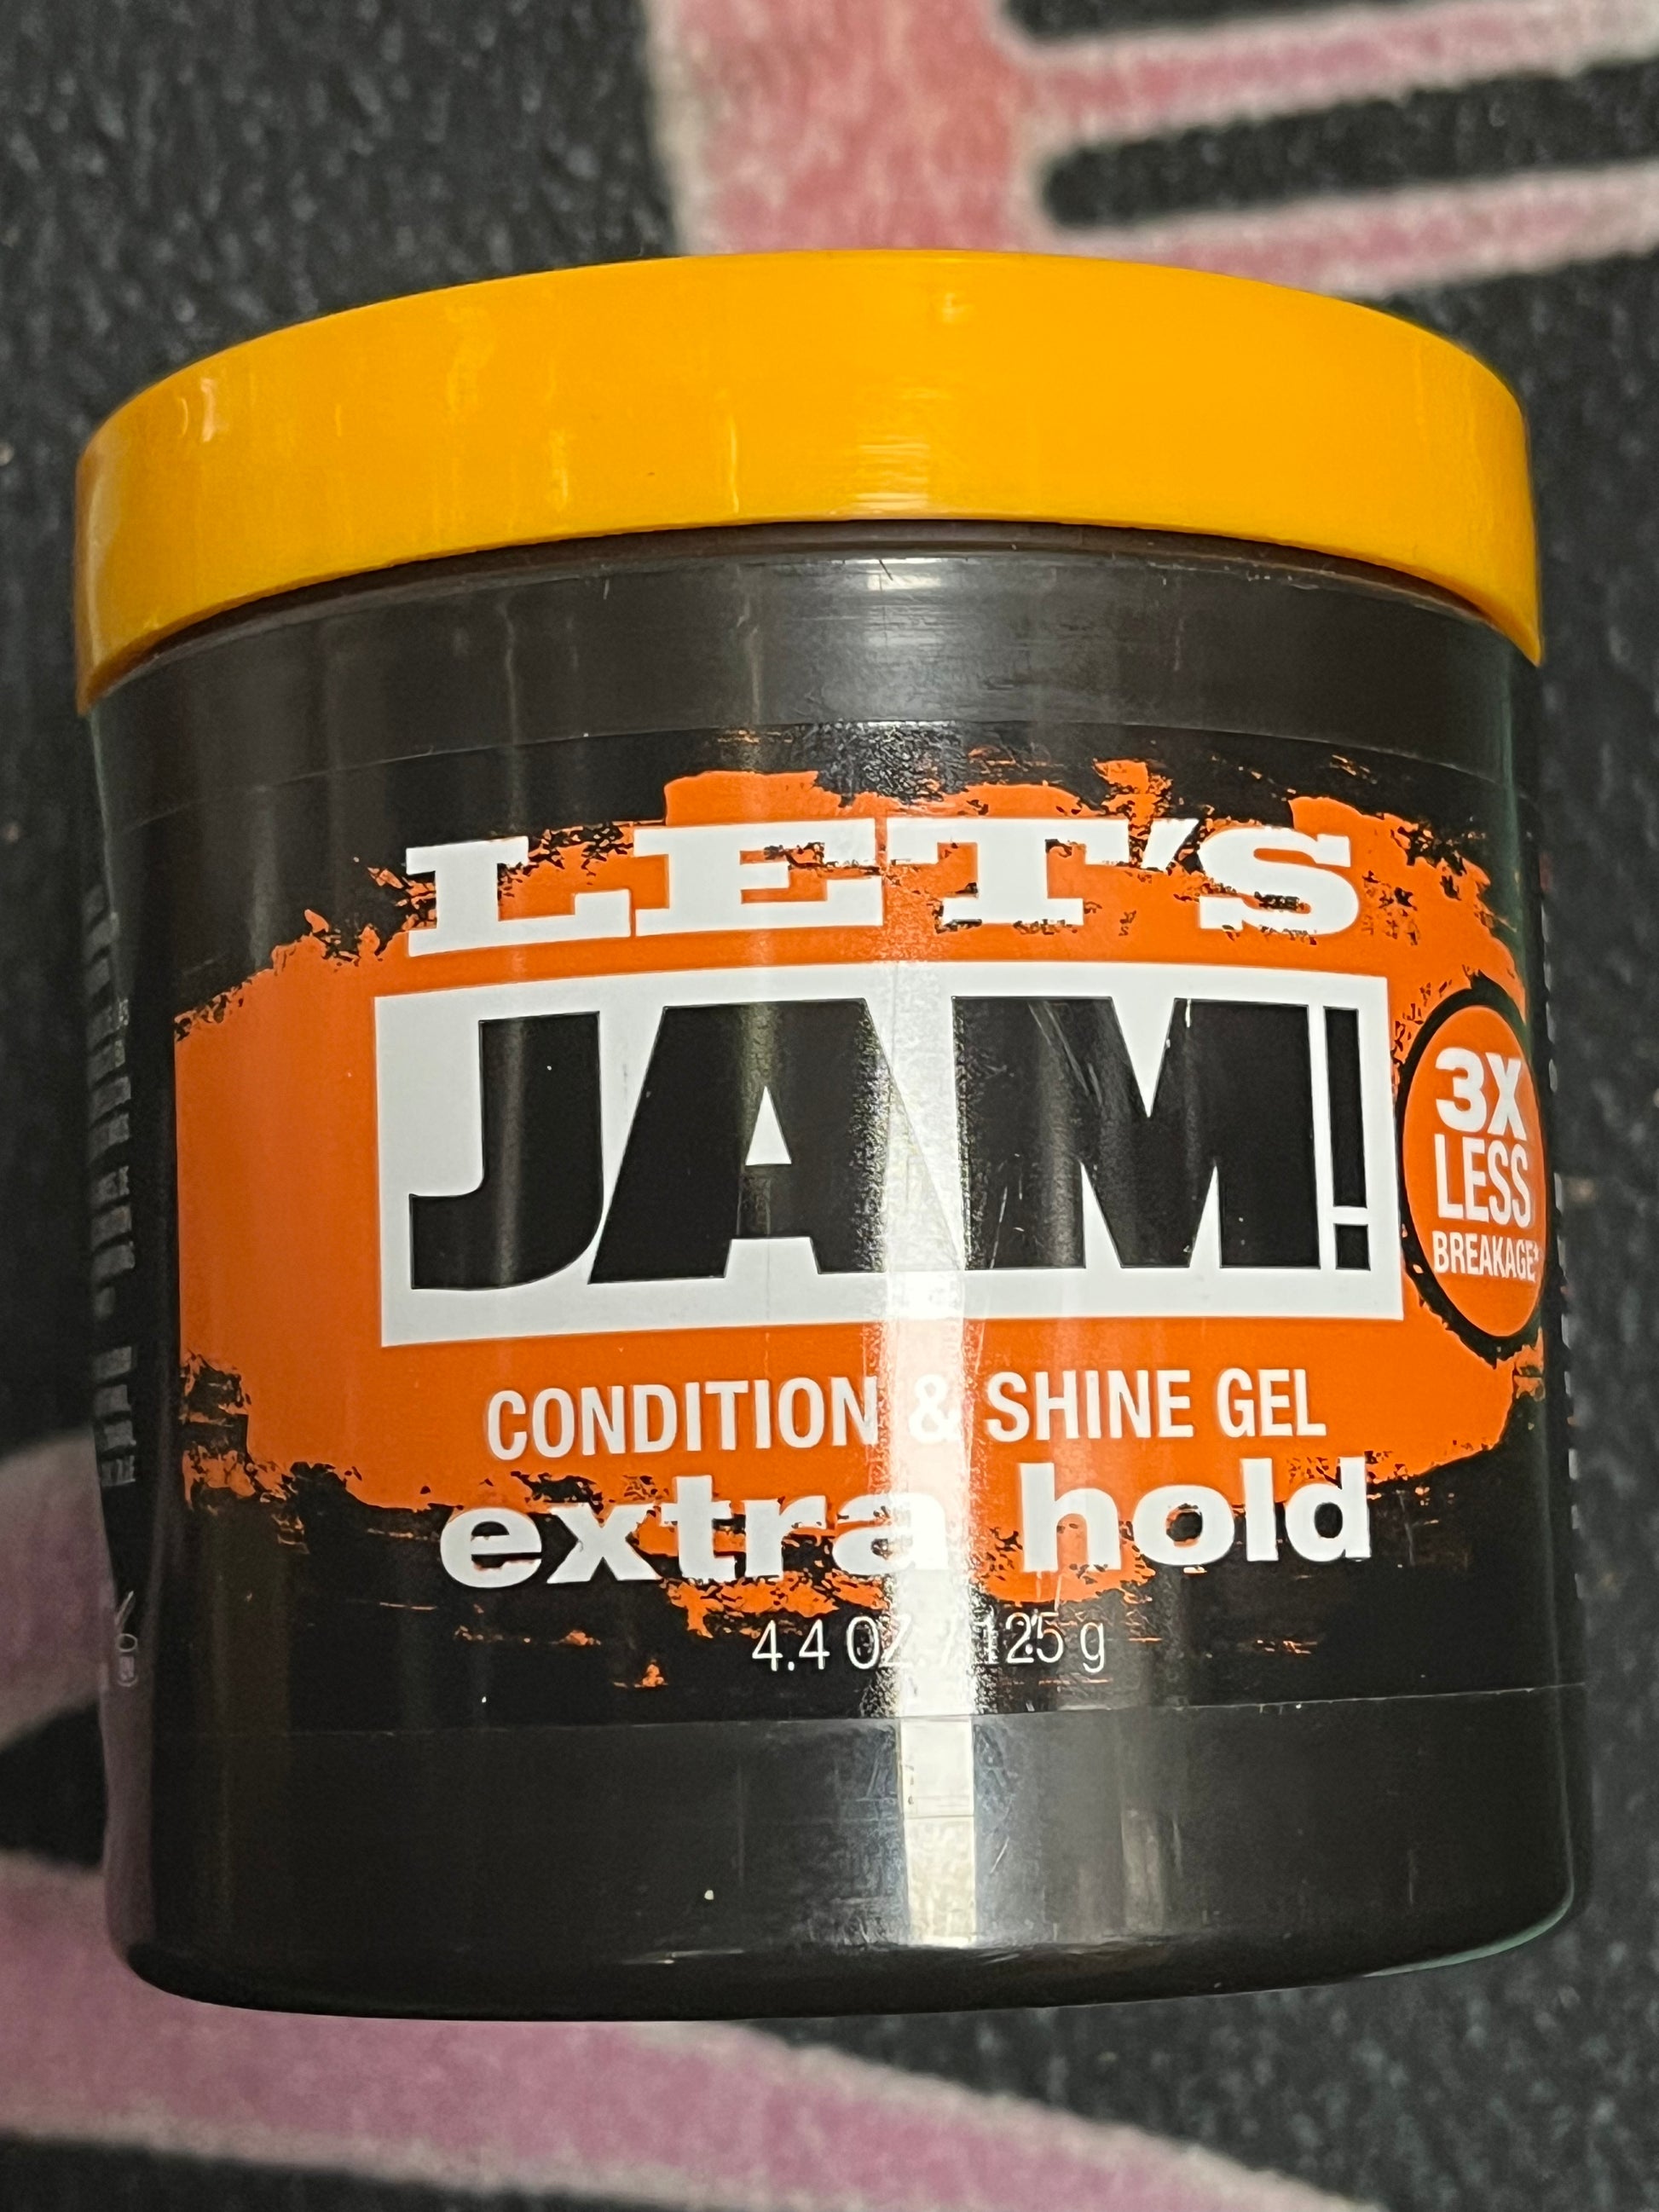 LET'S
JAM!
3X
LESS
BREAKAGE*
CONDITION & SHINE GEL
extra hold
4.4 OZ. / 125 g